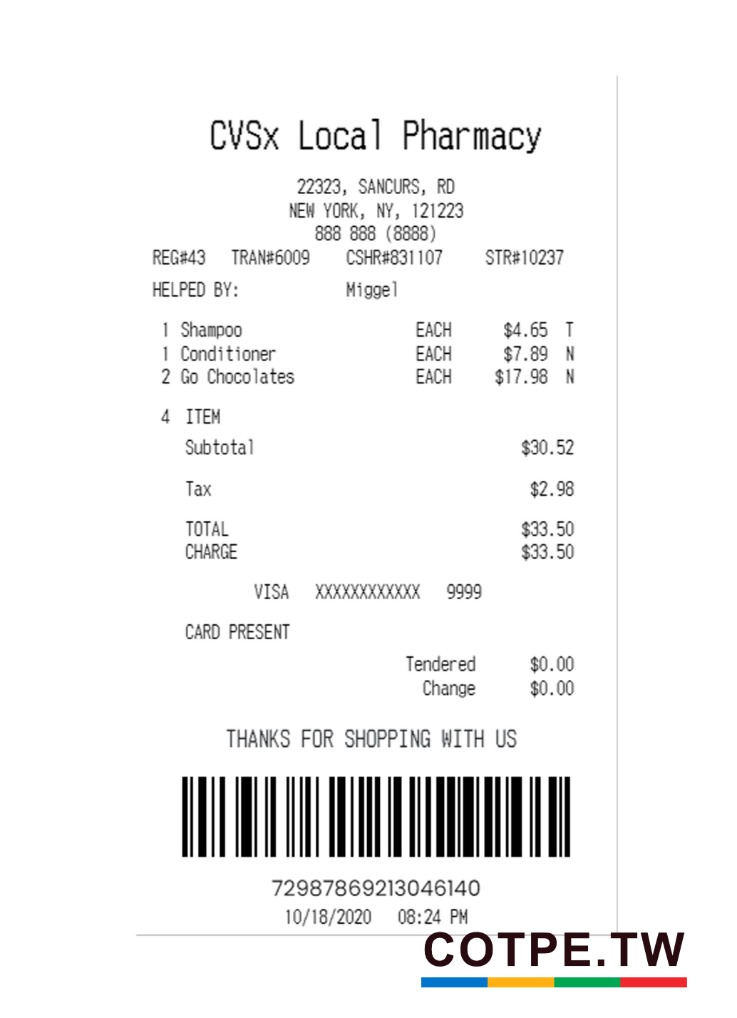 CVSx Local Pharmacy
22323, SANCURS, RD
NEW YORK, NY, 121223
888 888 (8888)
REG#43 TRAN#6009 CSHR#831107 STR#10237
HELPED BY: Miggel
1 Shampoo EACH $4.65 T
1 Conditioner EACH $7.89 N
2 Go Chocolates EACH $17.98 N
4 ITEM
Subtotal $30.52
Tax $2.98
TOTAL $33.50
CHARGE $33.50
VISA XXXXXXXXXXXX 9999
CARD PRESENT
Tendered $0.00
Change $0.00
THANKS FOR SHOPPING WITH US
72987869213046140
10/18/2020 08:24 PM
COTPE.TW